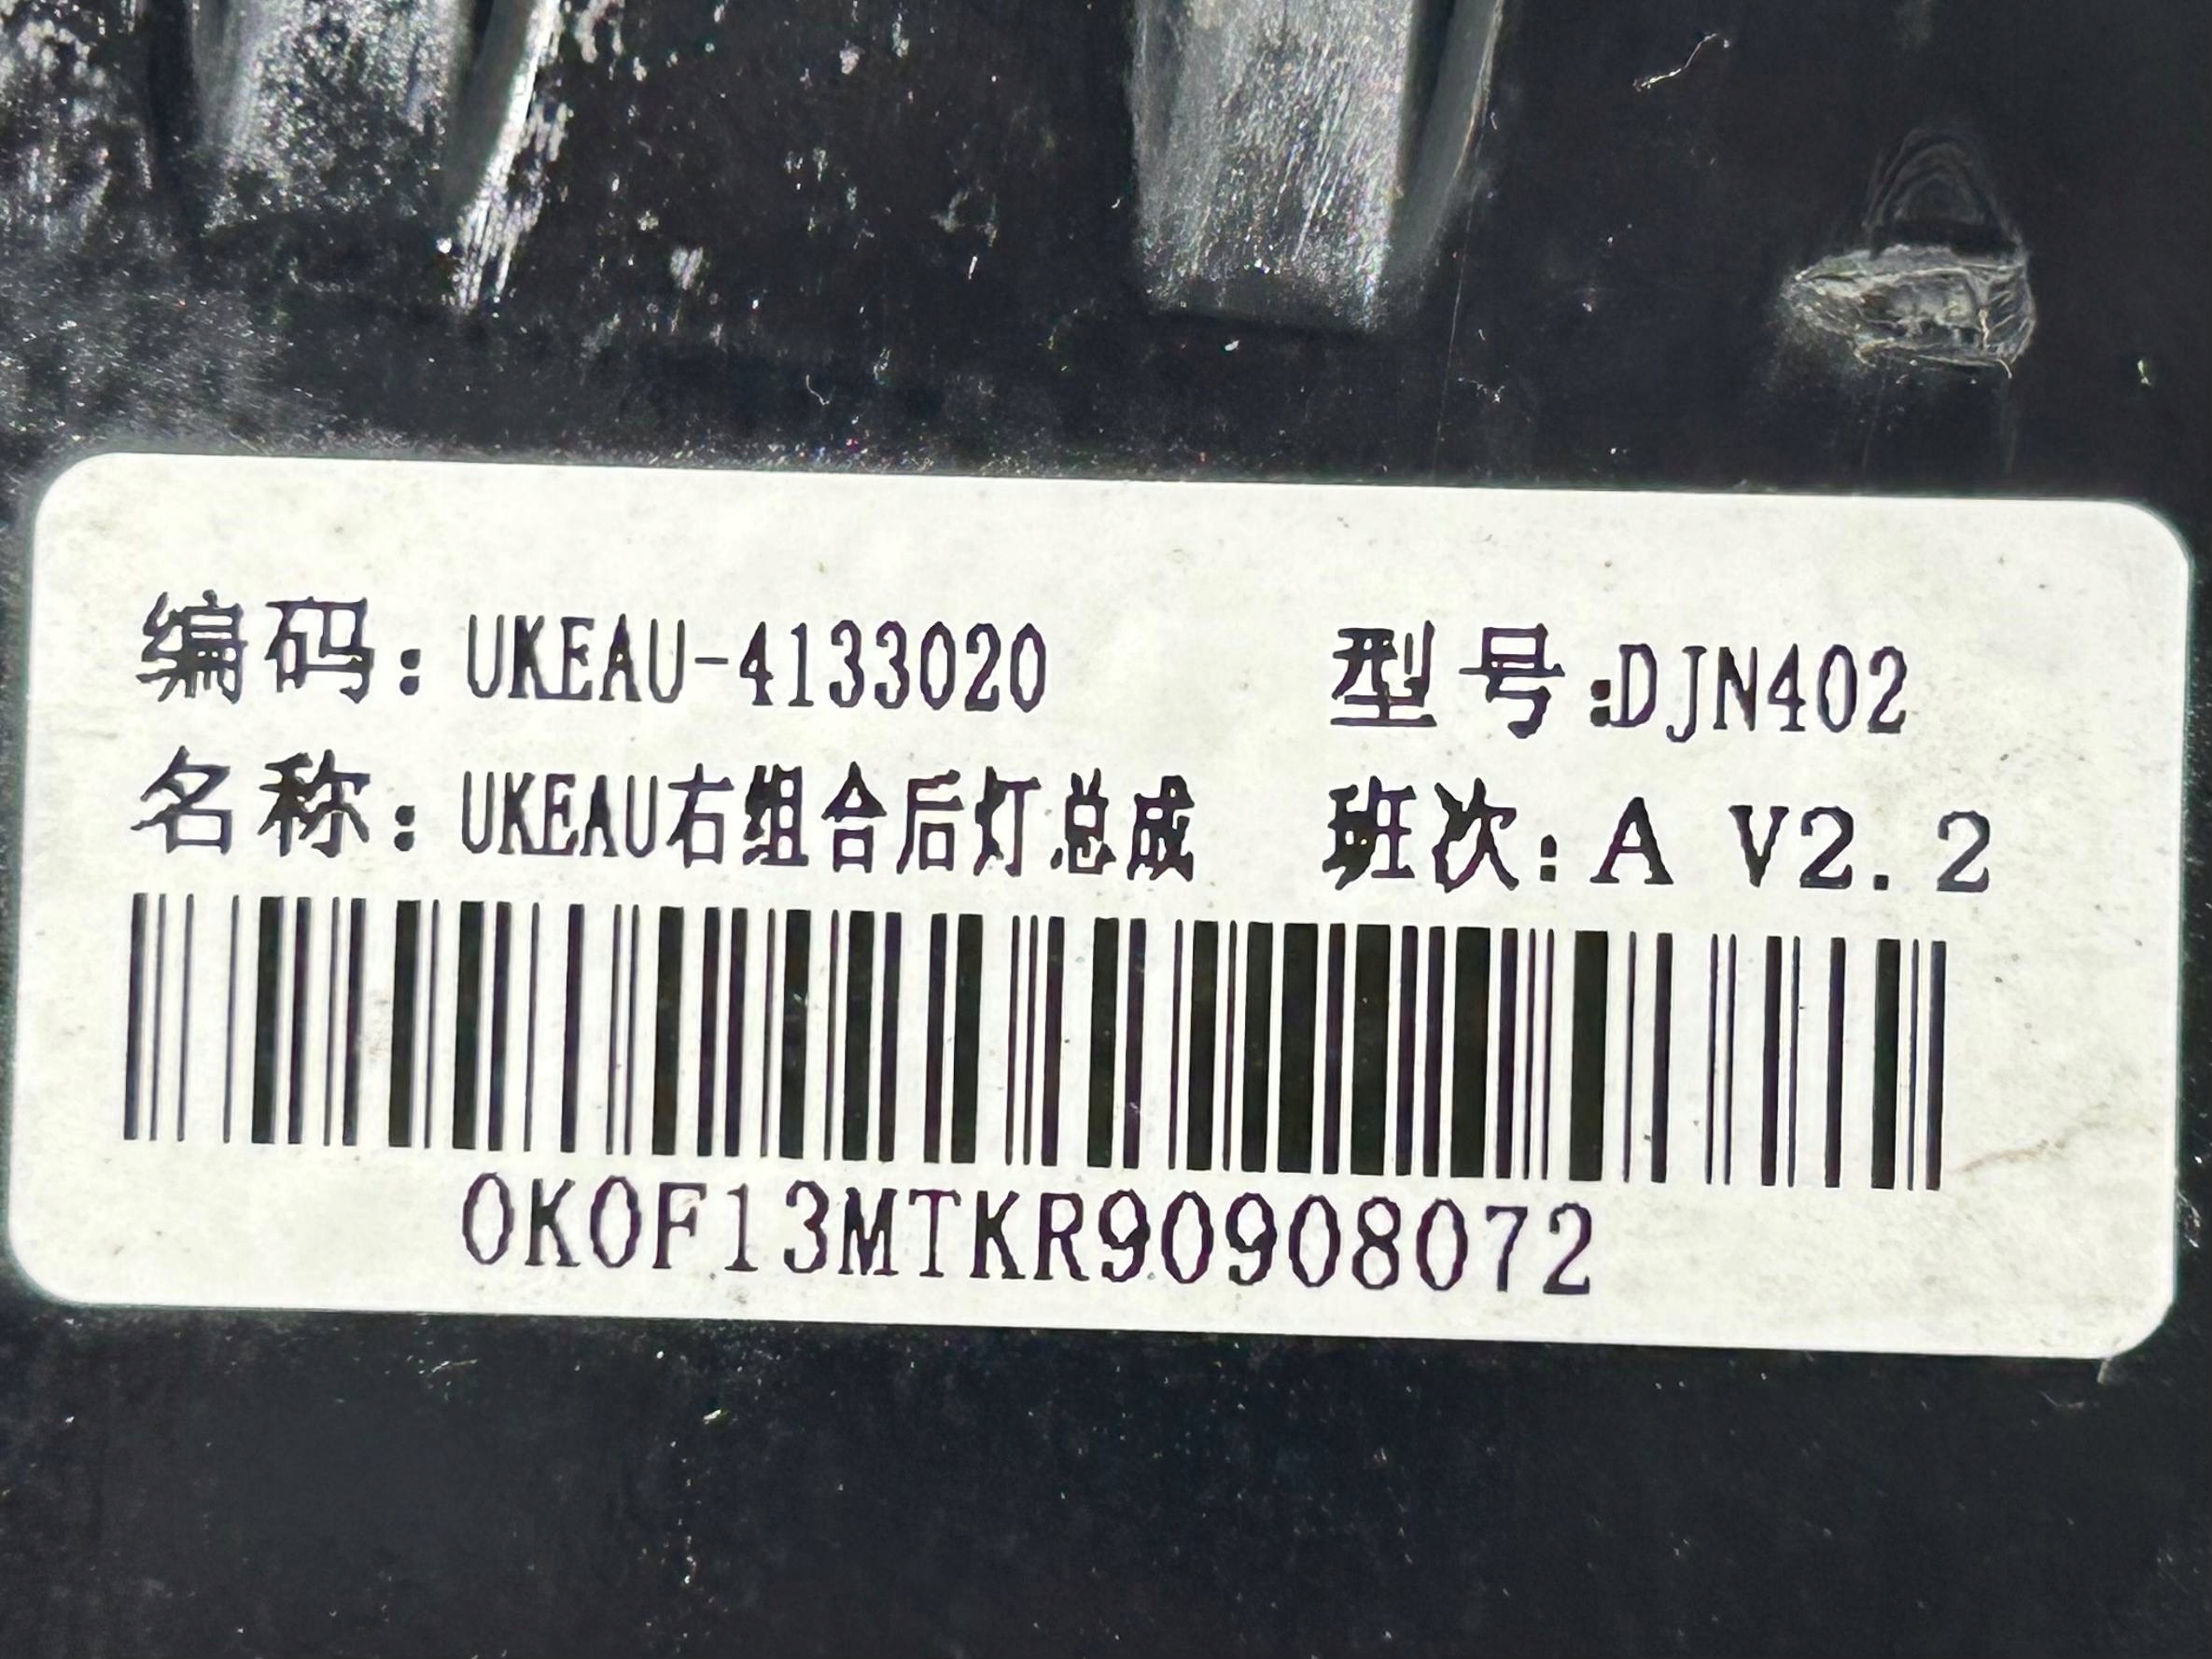 编码: UKEAU-4133020 型号:DJN402
名称: UKEAU右组合后灯总成 班次: A V2.2
0K0F13MTKR90908072